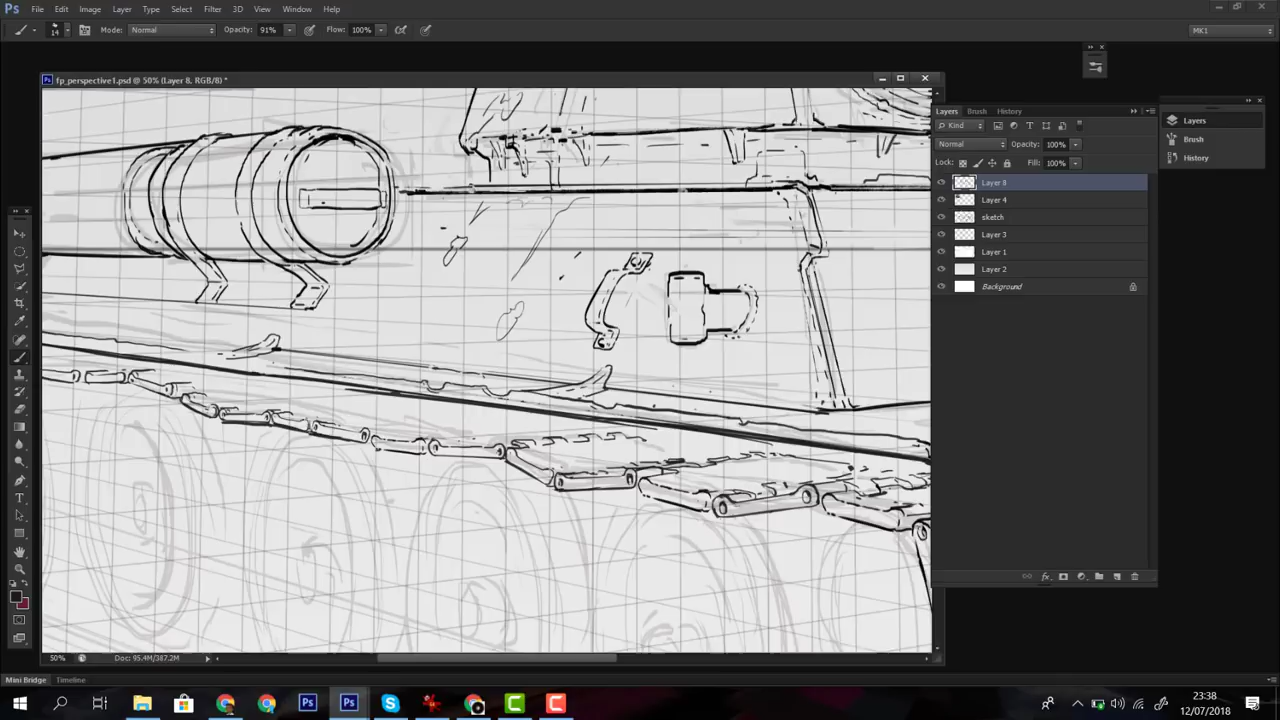 Ps File Edit Image Layer Type Select Filter 3D View Window Help
14 Mode: Normal Opacity: 91% Flow: 100% MK1
Ps fp_perspective1.psd @ 50% (Layer 8, RGB/8) *
Layers Brush History
Kind
Normal Opacity: 100%
Lock: Fill: 100%
Layer 8
Layer 4
sketch
Layer 3
Layer 1
Layer 2
Background
Layers
Brush
History
50% Doc: 95.4M/387.2M
Mini Bridge Timeline
23:38
12/07/2018